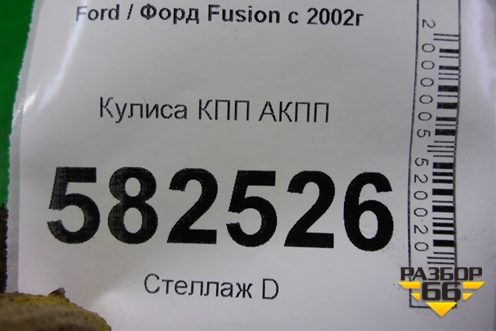 Ford / Форд Fusion с 2002г
Кулиса КПП АКПП
582526
Стеллаж D
2000005520020
РАЗБОР
66